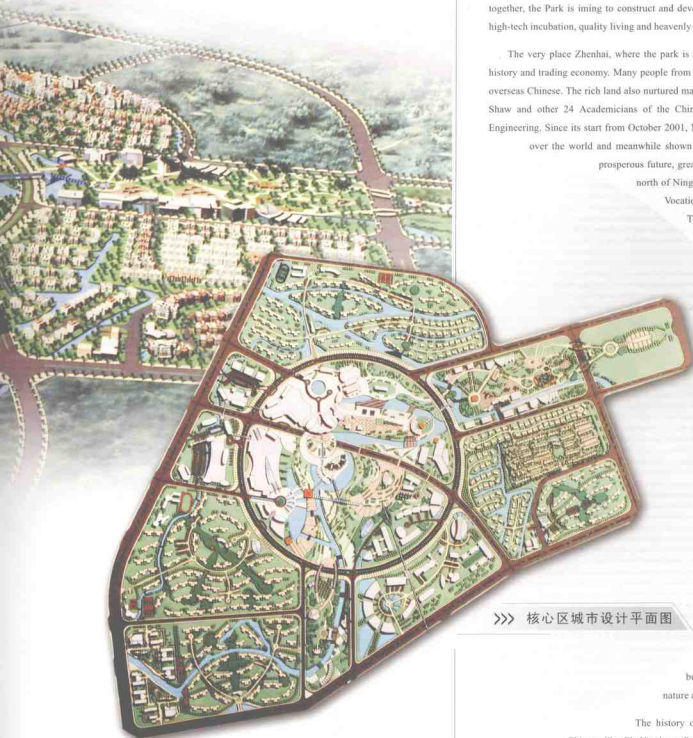 together, the Park is iming to construct and deve
high-tech incubation, quality living and heavenly
The very place Zhenhai, where the park is
history and trading economy. Many people from
overseas Chinese. The rich land also nurtured ma
Shaw and other 24 Academicians of the Chin
Engineering. Since its start from October 2001, 
over the world and meanwhile shown
prosperous future, grea
north of Ning
Vocatio
T
>>> 核心区城市设计平面图
b
nature a
The history o